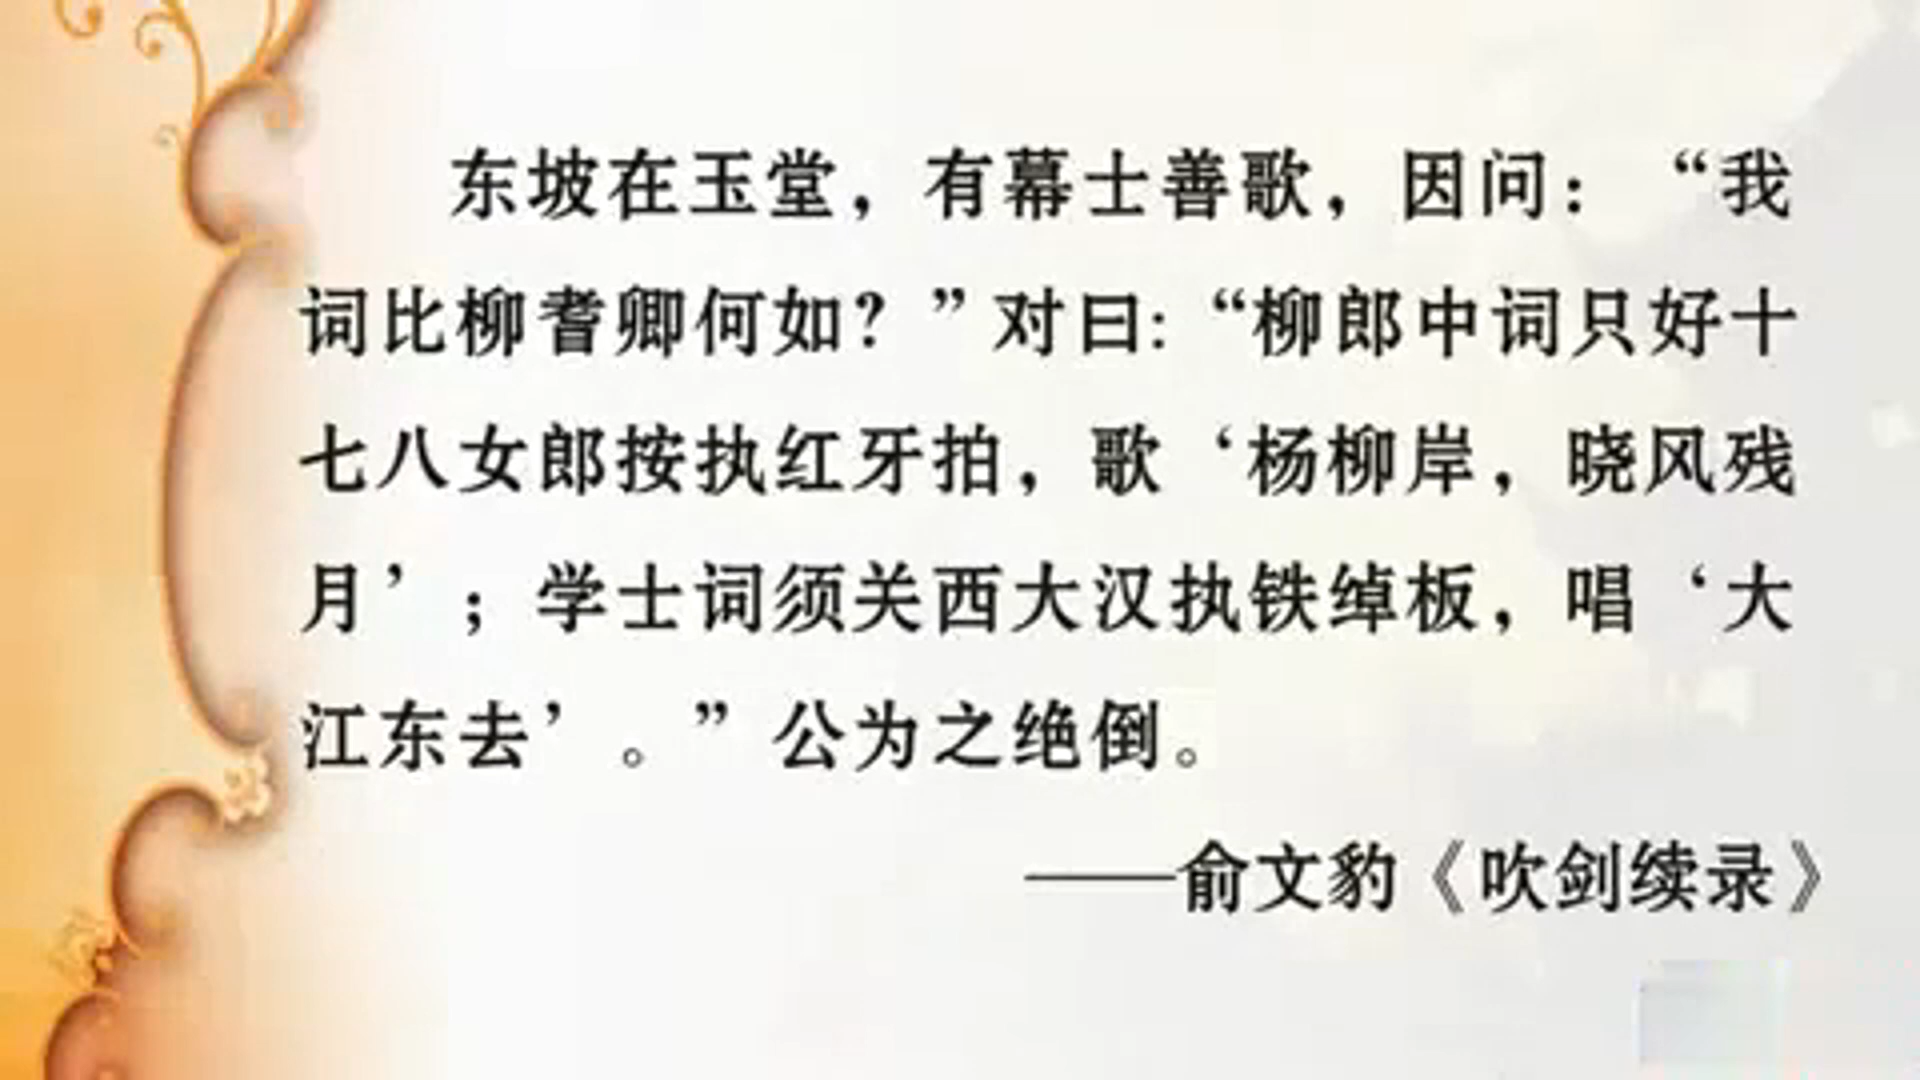 东坡在玉堂，有幕士善歌，因问：“我
词比柳耆卿何如？”对曰:“柳郎中词只好十
七八女郎按执红牙拍，歌‘杨柳岸，晓风残
月’；学士词须关西大汉执铁绰板，唱‘大
江东去’。”公为之绝倒。
——俞文豹《吹剑续录》